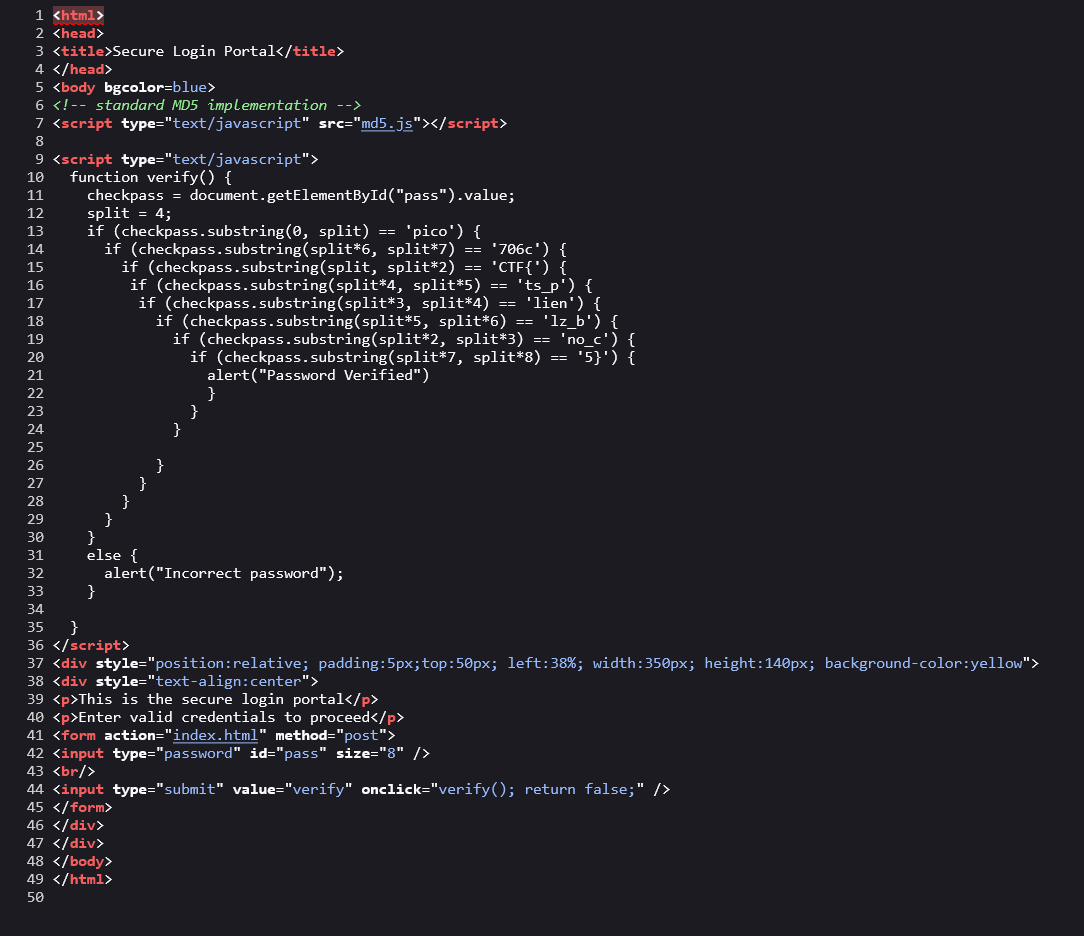 1 <html>
2 <head>
3 <title>Secure Login Portal</title>
4 </head>
5 <body bgcolor=blue>
6 <!-- standard MD5 implementation -->
7 <script type="text/javascript" src="md5.js"></script>
8
9 <script type="text/javascript">
10   function verify() {
11     checkpass = document.getElementById("pass").value;
12     split = 4;
13     if (checkpass.substring(0, split) == 'pico') {
14       if (checkpass.substring(split*6, split*7) == '706c') {
15         if (checkpass.substring(split, split*2) == 'CTF{') {
16          if (checkpass.substring(split*4, split*5) == 'ts_p') {
17           if (checkpass.substring(split*3, split*4) == 'lien') {
18             if (checkpass.substring(split*5, split*6) == 'lz_b') {
19               if (checkpass.substring(split*2, split*3) == 'no_c') {
20                 if (checkpass.substring(split*7, split*8) == '5}') {
21                   alert("Password Verified")
22                   }
23                 }
24               }
25
26             }
27           }
28         }
29       }
30     }
31     else {
32       alert("Incorrect password");
33     }
34
35   }
36 </script>
37 <div style="position:relative; padding:5px;top:50px; left:38%; width:350px; height:140px; background-color:yellow">
38 <div style="text-align:center">
39 <p>This is the secure login portal</p>
40 <p>Enter valid credentials to proceed</p>
41 <form action="index.html" method="post">
42 <input type="password" id="pass" size="8" />
43 <br/>
44 <input type="submit" value="verify" onclick="verify(); return false;" />
45 </form>
46 </div>
47 </div>
48 </body>
49 </html>
50